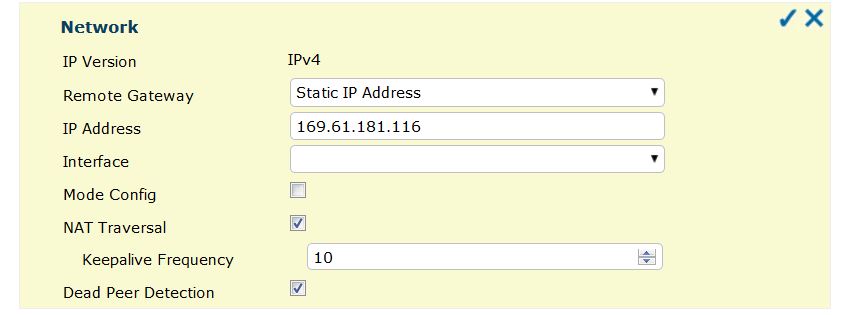 Network
IP Version IPv4
Remote Gateway Static IP Address
IP Address 169.61.181.116
Interface
Mode Config
NAT Traversal
Keepalive Frequency 10
Dead Peer Detection